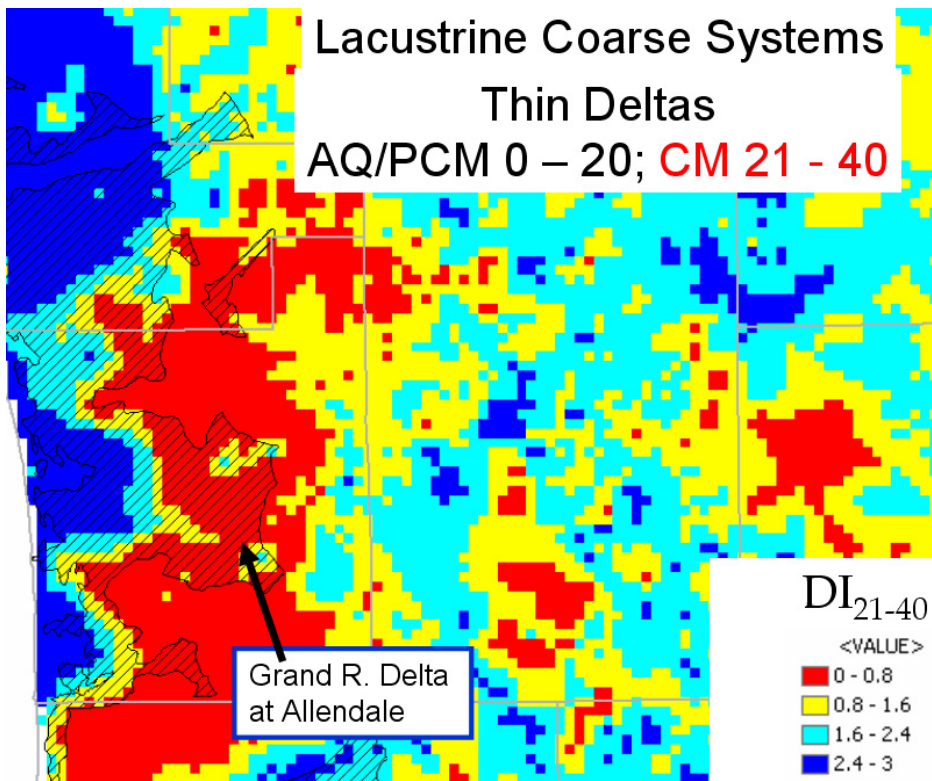 Lacustrine Coarse Systems
Thin Deltas
AQ/PCM 0 – 20; CM 21 - 40
Grand R. Delta
at Allendale
DI21-40
<VALUE>
0 - 0.8
0.8 - 1.6
1.6 - 2.4
2.4 - 3